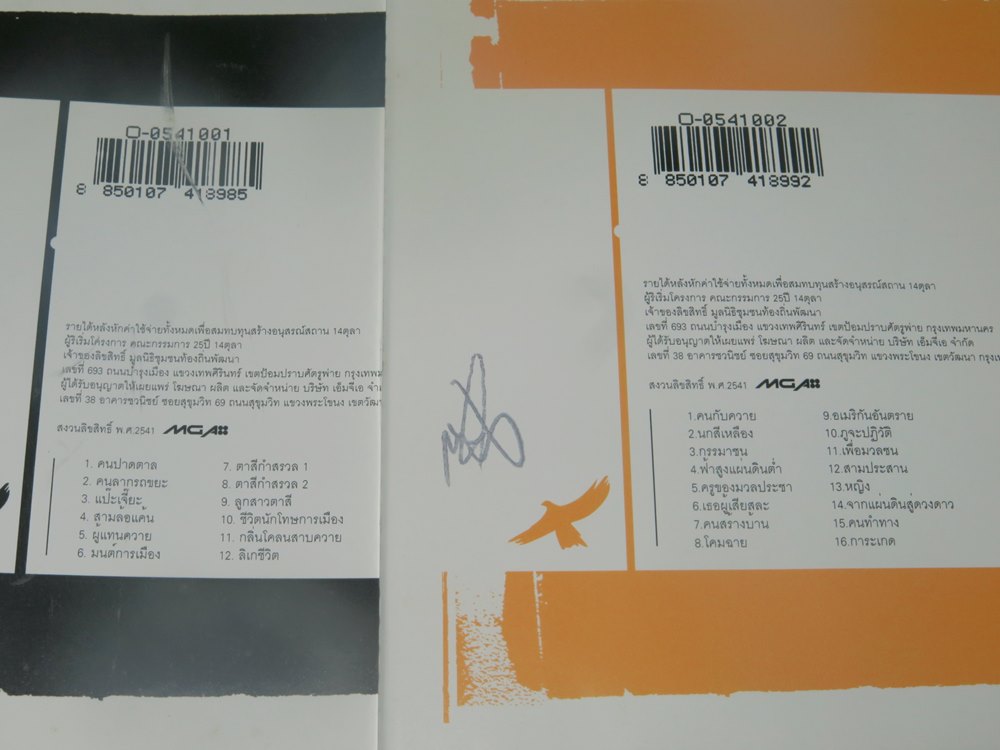 O-0541001
8 850107 418985
รายได้หลังหักค่าใช้จ่ายทั้งหมดเพื่อสมทบทุนสร้างอนุสรณ์สถาน 14ตุลา
ผู้ริเริ่มโครงการ คณะกรรมการ 25ปี 14ตุลา
เจ้าของลิขสิทธิ์ มูลนิธิชุมชนท้องถิ่นพัฒนา
เลขที่ 693 ถนนบำรุงเมือง แขวงเทพศิรินทร์ เขตป้อมปราบศัตรูพ่าย กรุงเทพ
ผู้ได้รับอนุญาตให้เผยแพร่ โฆษณา ผลิต และจัดจำหน่าย บริษัท เอ็มจีเอ
เลขที่ 38 อาคารชวนิชย์ ซอยสุขุมวิท 69 ถนนสุขุมวิท แขวงพระโขนง เขตวัฒนา
สงวนลิขสิทธิ์ พ.ศ.2541 MGA
1. คนปาดตาล
2. คนลากรถขยะ
3. แป๊ะเจี๊ยะ
4. สามล้อแค้น
5. ผู้แทนควาย
6. มนต์การเมือง
7. ตาสีกำสรวล 1
8. ตาสีกำสรวล 2
9. ลูกสาวตาสี
10. ชีวิตนักโทษการเมือง
11. กลิ่นโคลนสาบควาย
12. ลิเกชีวิต
O-0541002
8 850107 418992
รายได้หลังหักค่าใช้จ่ายทั้งหมดเพื่อสมทบทุนสร้างอนุสรณ์สถาน 14ตุลา
ผู้ริเริ่มโครงการ คณะกรรมการ 25ปี 14ตุลา
เจ้าของลิขสิทธิ์ มูลนิธิชุมชนท้องถิ่นพัฒนา
เลขที่ 693 ถนนบำรุงเมือง แขวงเทพศิรินทร์ เขตป้อมปราบศัตรูพ่าย กรุงเทพมหานคร
ผู้ได้รับอนุญาตให้เผยแพร่ โฆษณา ผลิต และจัดจำหน่าย บริษัท เอ็มจีเอ จำกัด
เลขที่ 38 อาคารชวนิชย์ ซอยสุขุมวิท 69 ถนนสุขุมวิท แขวงพระโขนง เขตวัฒนา
สงวนลิขสิทธิ์ พ.ศ.2541 MGA
1.คนกับควาย
2.นกสีเหลือง
3.กรรมาชน
4.ฟ้าสูงแผ่นดินต่ำ
5.ครูของมวลประชา
6.เธอผู้เสียสละ
7.คนสร้างบ้าน
8.โคมฉาย
9.อเมริกันอันตราย
10.ภูจะปฏิวัติ
11.เพื่อมวลชน
12.สามประสาน
13.หญิง
14.จากแผ่นดินสู่ดวงดาว
15.คนทำทาง
16.การะเกด